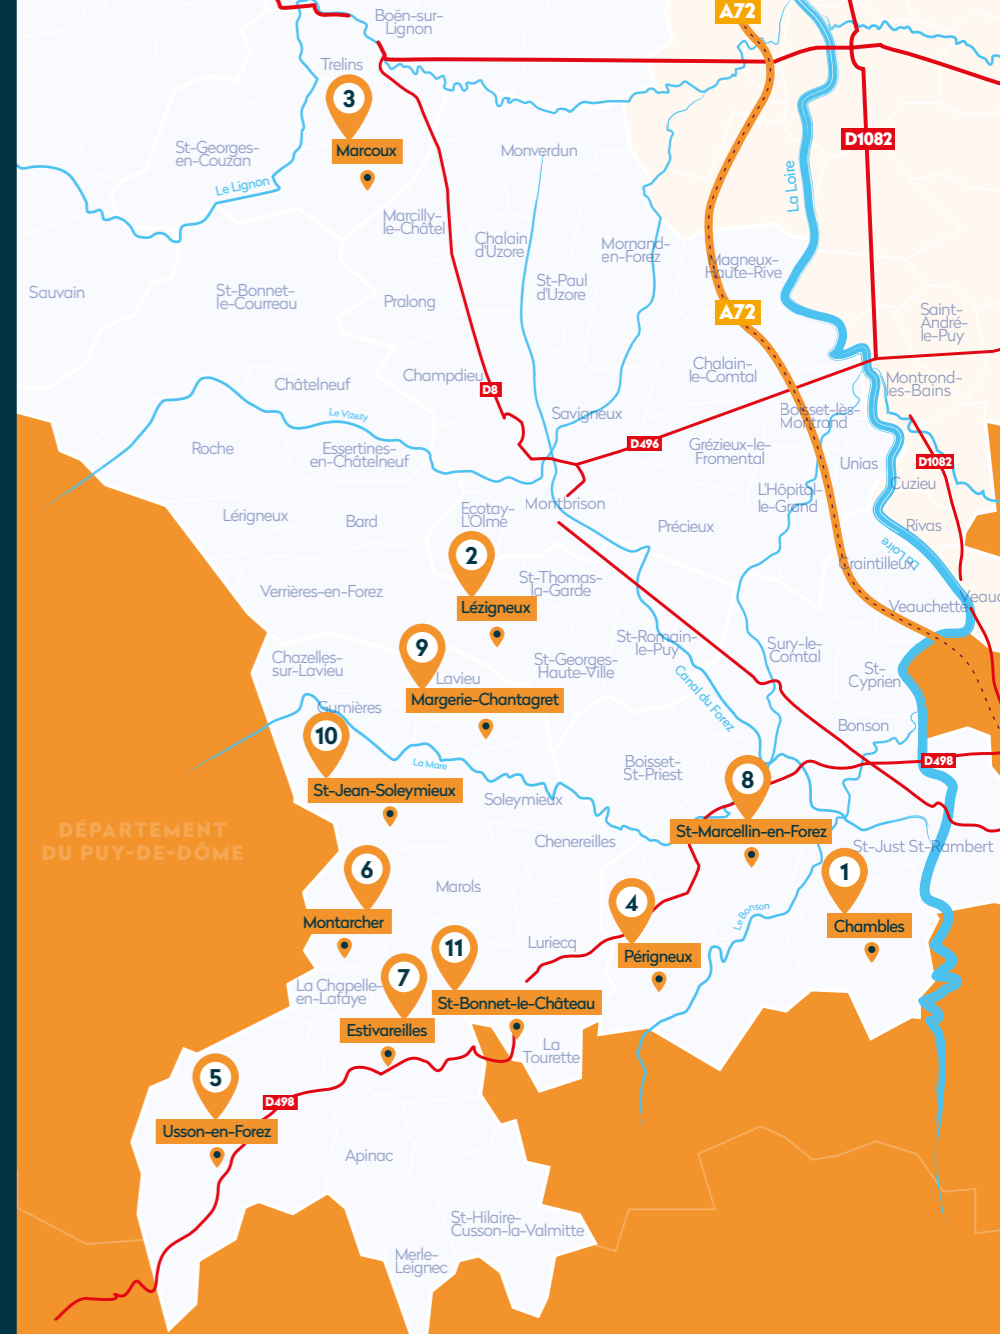 A72
Boën-sur-
Lignon
Trelins
3
Marcoux
D1082
St-Georges-
en-Couzan
Le Lignon
Monverdun
La Loire
Marcilly-
le-Châtel
Chalain
d'Uzore
Mornand-
en-Forez
Magneux-
Haute-Rive
Sauvain
St-Bonnet-
le-Courreau
Pralong
St-Paul
d'Uzore
A72
Saint-
André-
le-Puy
Châtelneuf
Champdieu
D8
Chalain-
le-Comtal
Montrond-
les-Bains
Le Vizezy
Savigneux
Boisset-lès-
Montrond
Roche
Essertines-
en-Châtelneuf
D496
Grézieux-le-
Fromental
Unias
D1082
Cuzieu
Lérigneux
Bard
Ecotay-
L'Olme
Montbrison
L'Hôpital-
le-Grand
Précieux
Rivas
La Loire
Craintilleux
2
Lézigneux
Verrières-en-Forez
St-Thomas-
la-Garde
Veauchette
Veauc
9
Margerie-Chantagret
Chazelles-
sur-Lavieu
Lavieu
St-Georges-
Haute-Ville
St-Romain-
le-Puy
Sury-le-
Comtal
St-
Cyprien
Canal du Forez
Gumières
10
St-Jean-Soleymieux
La Mare
Bonson
Boisset-
St-Priest
D498
8
St-Marcellin-en-Forez
Soleymieux
DÉPARTEMENT
DU PUY-DE-DÔME
Chenereilles
St-Just St-Rambert
6
Montarcher
Marols
1
Chambles
4
Périgneux
Le Bonson
Luriecq
11
St-Bonnet-le-Château
7
Estivareilles
La Chapelle-
en-Lafaye
La
Tourette
5
Usson-en-Forez
D498
Apinac
St-Hilaire-
Cusson-la-Valmitte
Merle-
Leignec